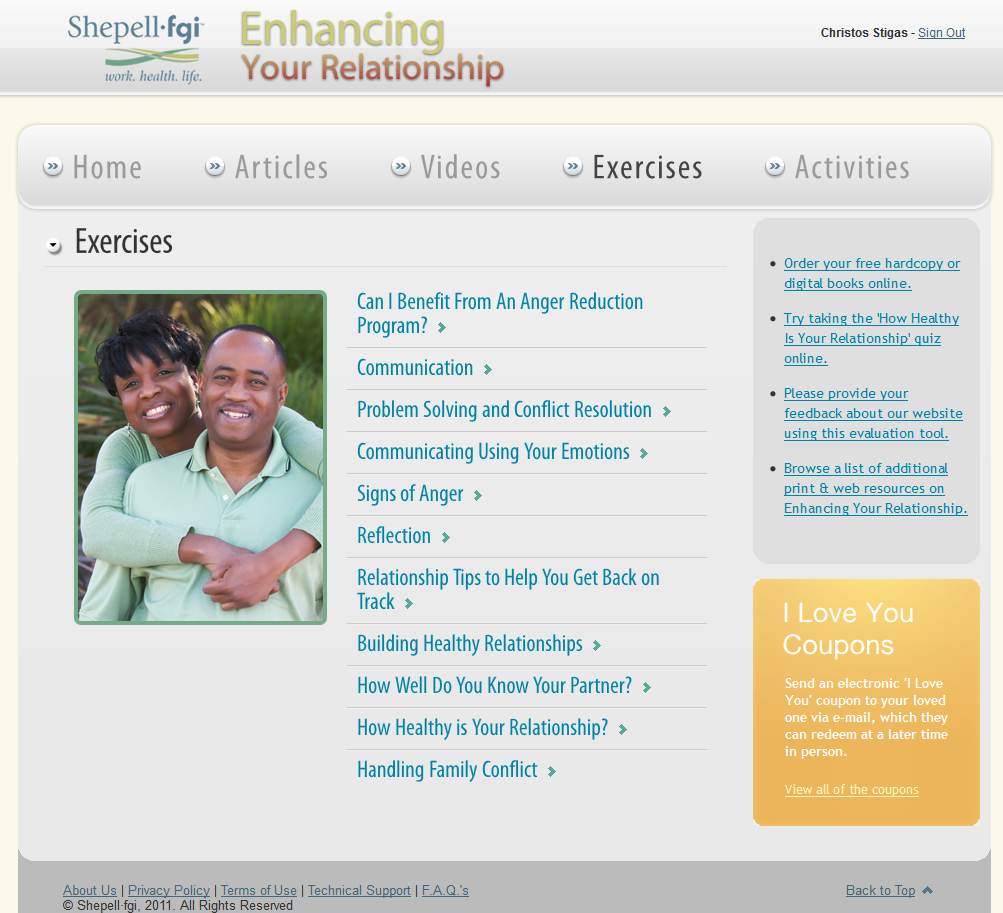 Shepell·fgi
work. health. life.
Enhancing
Your Relationship
Christos Stigas - Sign Out
Home
Articles
Videos
Exercises
Activities
Exercises
Can I Benefit From An Anger Reduction
Program?
Communication
Problem Solving and Conflict Resolution
Communicating Using Your Emotions
Signs of Anger
Reflection
Relationship Tips to Help You Get Back on
Track
Building Healthy Relationships
How Well Do You Know Your Partner?
How Healthy is Your Relationship?
Handling Family Conflict
Order your free hardcopy or
digital books online.
Try taking the 'How Healthy
Is Your Relationship' quiz
online.
Please provide your
feedback about our website
using this evaluation tool.
Browse a list of additional
print & web resources on
Enhancing Your Relationship.
I Love You
Coupons
Send an electronic 'I Love
You' coupon to your loved
one via e-mail, which they
can redeem at a later time
in person.
View all of the coupons
About Us | Privacy Policy | Terms of Use | Technical Support | F.A.Q.'s
© Shepell·fgi, 2011. All Rights Reserved
Back to Top